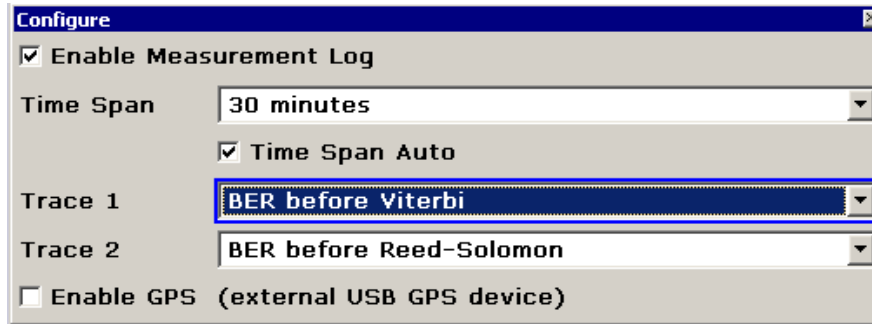 Configure
Enable Measurement Log
Time Span 30 minutes
Time Span Auto
Trace 1 BER before Viterbi
Trace 2 BER before Reed-Solomon
Enable GPS (external USB GPS device)